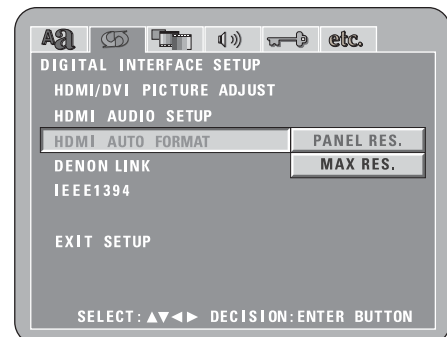 Aa etc.
DIGITAL INTERFACE SETUP
HDMI/DVI PICTURE ADJUST
HDMI AUDIO SETUP
HDMI AUTO FORMAT PANEL RES.
DENON LINK MAX RES.
IEEE1394
EXIT SETUP
SELECT:▲▼◄► DECISION:ENTER BUTTON